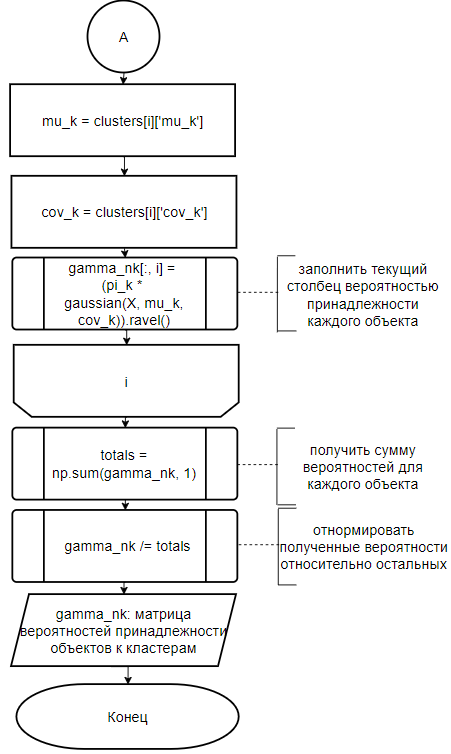 A
mu_k = clusters[i]['mu_k']
cov_k = clusters[i]['cov_k']
gamma_nk[:, i] =
(pi_k *
gaussian(X, mu_k,
cov_k)).ravel()
заполнить текущий
столбец вероятностью
принадлежности
каждого объекта
i
totals =
np.sum(gamma_nk, 1)
получить сумму
вероятностей для
каждого объекта
gamma_nk /= totals
отнормировать
полученные вероятности
относительно остальных
gamma_nk: матрица
вероятностей принадлежности
объектов к кластерам
Конец